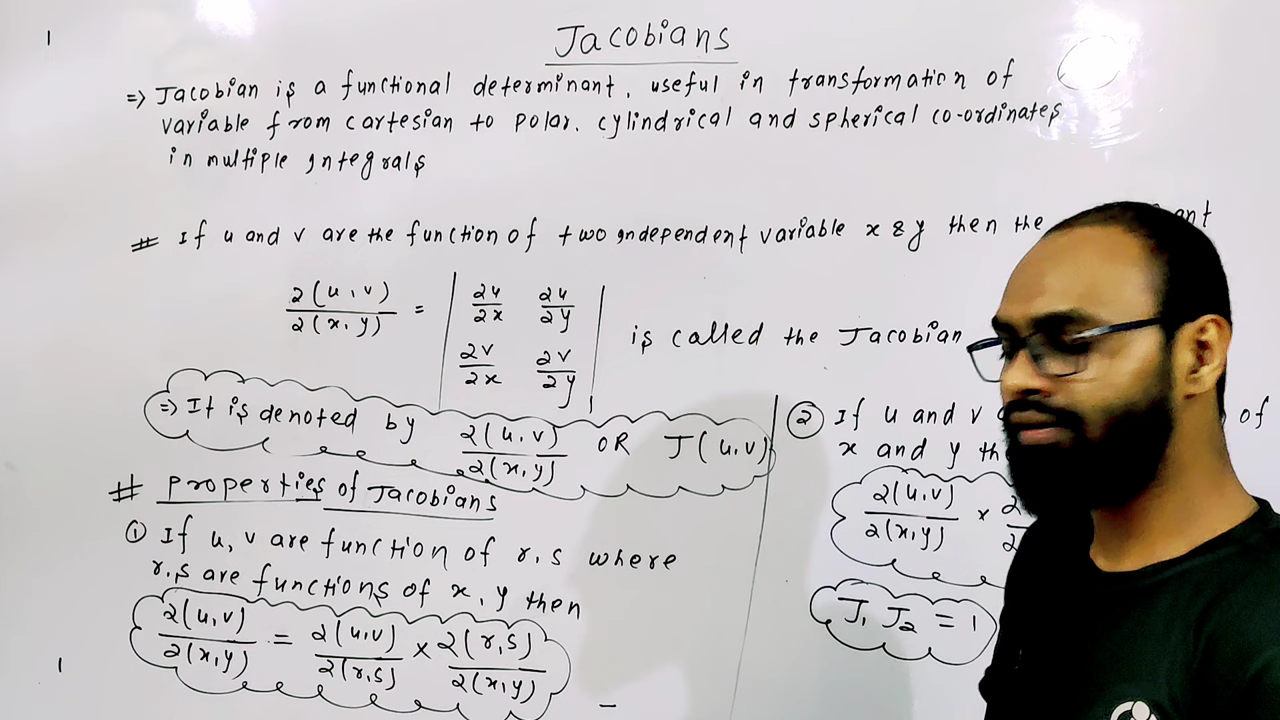 Jacobians
=> Jacobian is a functional determinant, useful in transformation of
variable from cartesian to polar, cylindrical and spherical co-ordinates
in multiple integrals
# If u and v are the function of two independent variable x & y then the
∂(u,v)/∂(x,y) = | ∂u/∂x ∂u/∂y |
| ∂v/∂x ∂v/∂y | is called the Jacobian
=> It is denoted by ∂(u,v)/∂(x,y) OR J(u,v)
# Properties of Jacobians
① If u, v are function of r,s where
r,s are functions of x, y then
∂(u,v)/∂(x,y) = ∂(u,v)/∂(r,s) × ∂(r,s)/∂(x,y)
② If u and v of
x and y
∂(u,v)/∂(x,y) ×
J₁ J₂ = 1